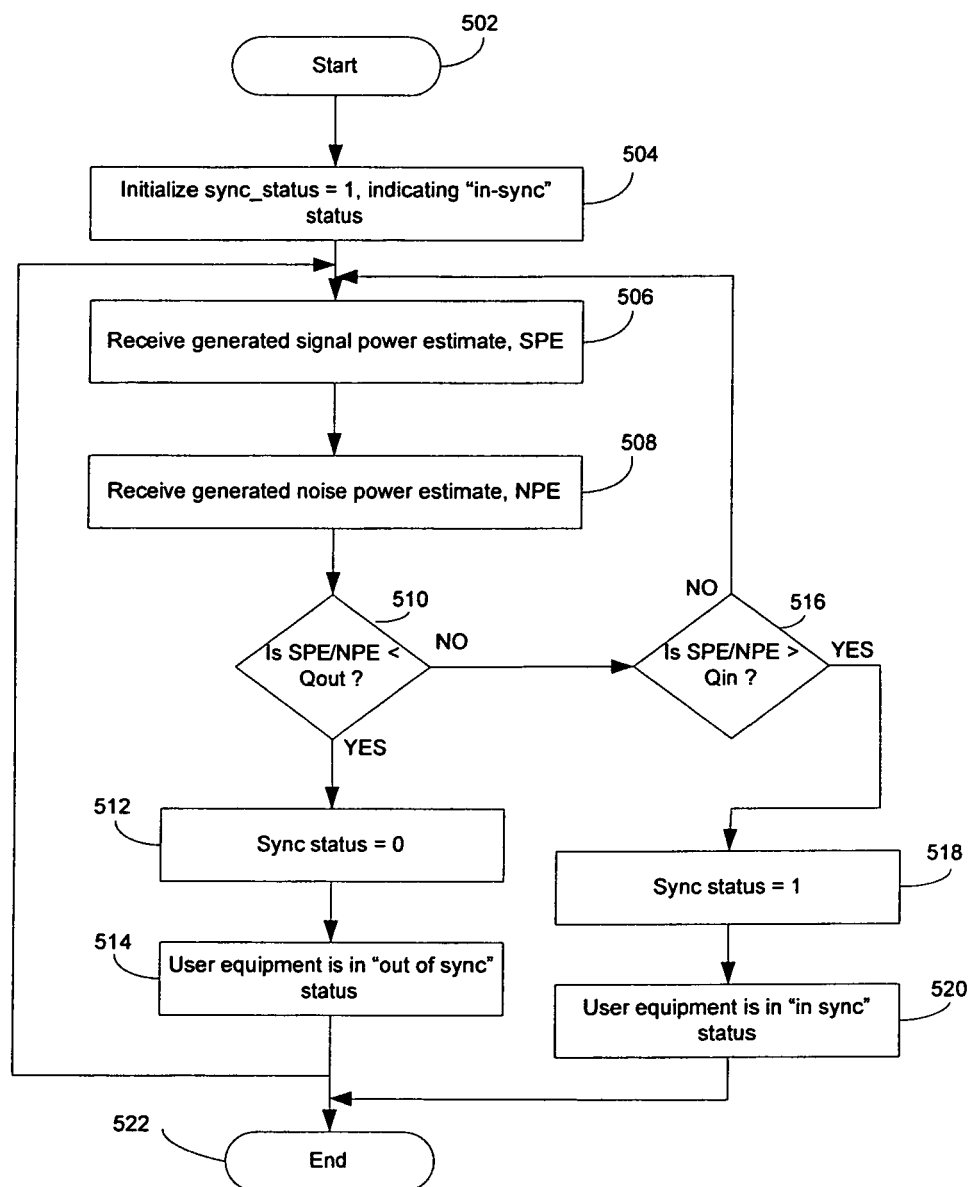 502
Start
504
Initialize sync_status = 1, indicating “in-sync”
status
506
Receive generated signal power estimate, SPE
508
Receive generated noise power estimate, NPE
510
Is SPE/NPE <
Qout ?
NO
YES
NO
516
Is SPE/NPE >
Qin ?
YES
512
Sync status = 0
518
Sync status = 1
514
User equipment is in “out of sync”
status
520
User equipment is in “in sync”
status
522
End